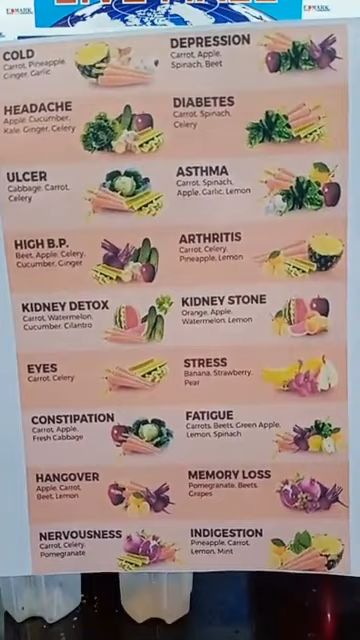 COLD
Carrot, Pineapple,
Ginger, Garlic
DEPRESSION
Carrot, Apple,
Spinach, Beet
HEADACHE
Apple, Cucumber,
Kale, Ginger, Celery
DIABETES
Carrot, Spinach,
Celery
ULCER
Cabbage, Carrot,
Celery
ASTHMA
Carrot, Spinach,
Apple, Garlic, Lemon
HIGH B.P.
Beet, Apple, Celery,
Cucumber, Ginger
ARTHRITIS
Carrot, Celery,
Pineapple, Lemon
KIDNEY DETOX
Carrot, Watermelon,
Cucumber, Cilantro
KIDNEY STONE
Orange, Apple,
Watermelon, Lemon
EYES
Carrot, Celery
STRESS
Banana, Strawberry,
Pear
CONSTIPATION
Carrot, Apple,
Fresh Cabbage
FATIGUE
Carrots, Beets, Green Apple,
Lemon, Spinach
HANGOVER
Apple, Carrot,
Beet, Lemon
MEMORY LOSS
Pomegranate, Beets,
Grapes
NERVOUSNESS
Carrot, Celery,
Pomegranate
INDIGESTION
Pineapple, Carrot,
Lemon, Mint